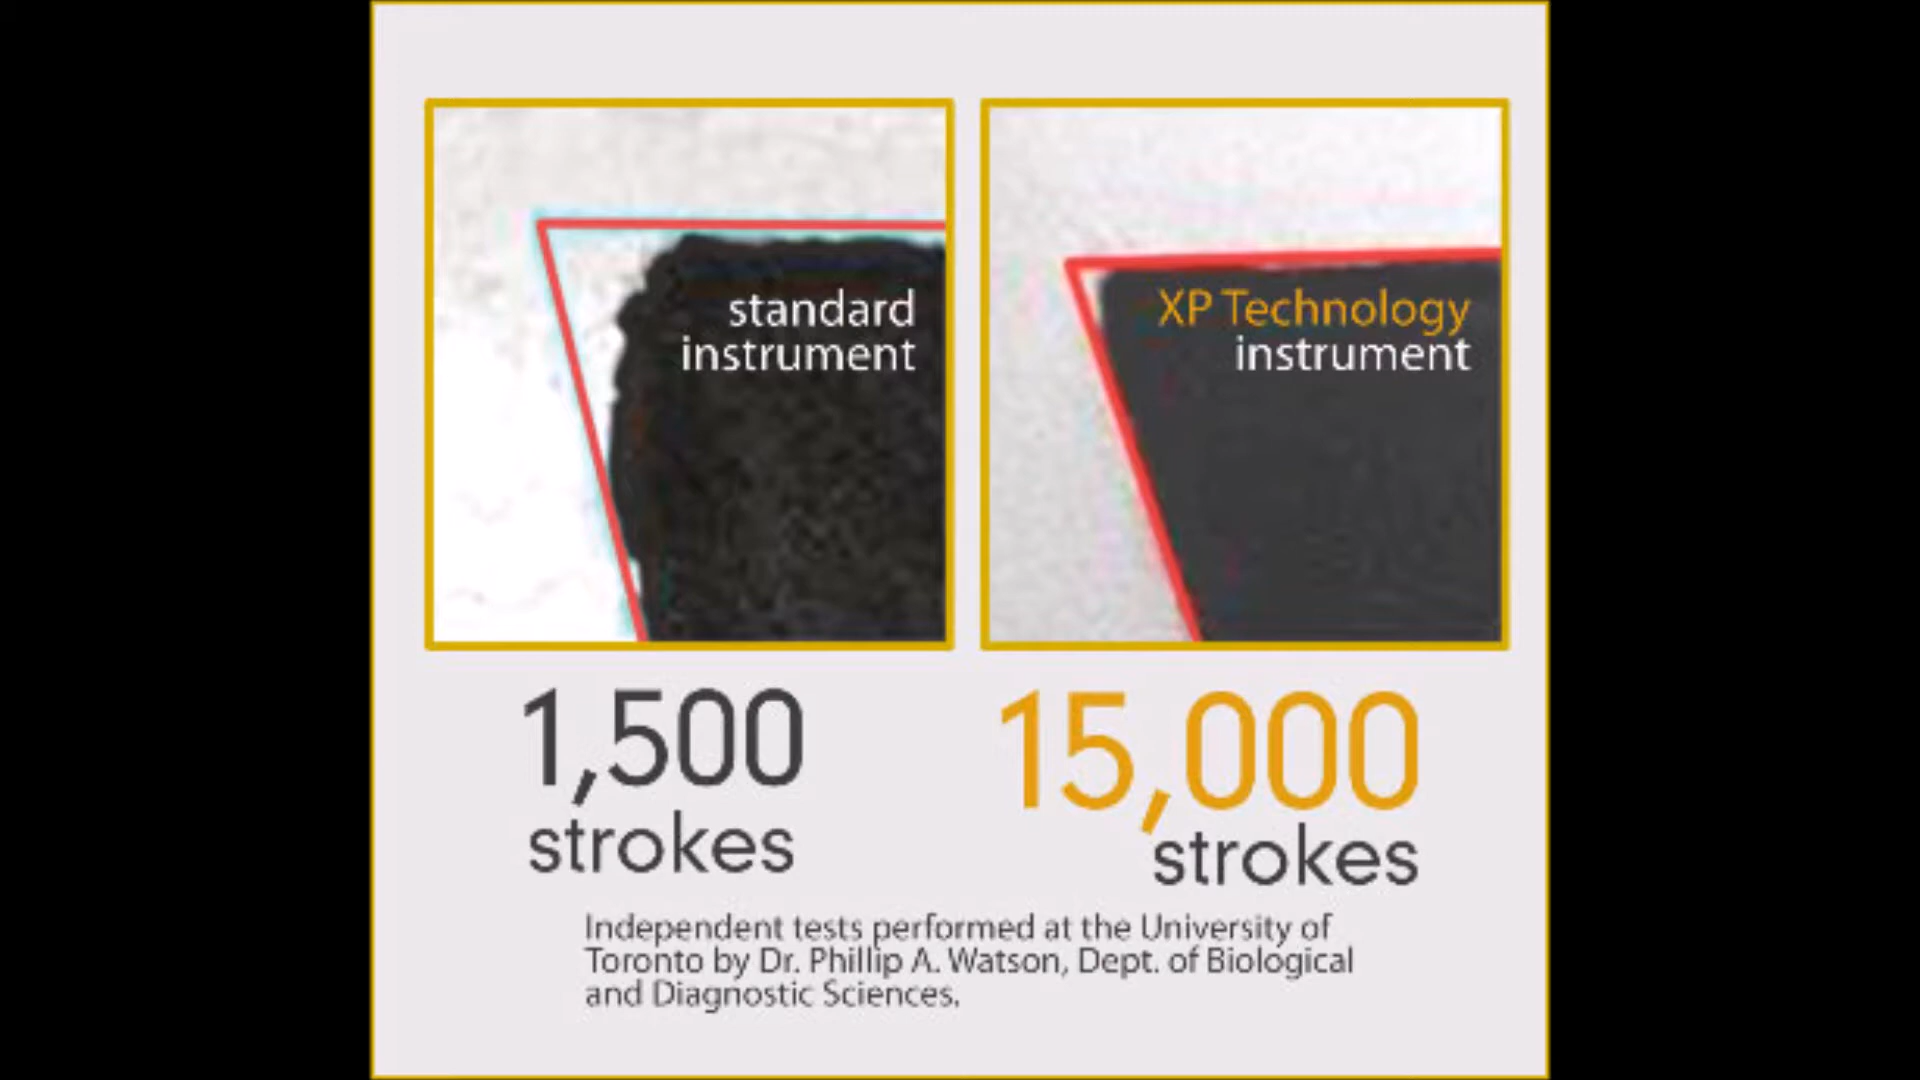 standard
instrument
XP Technology
instrument
1,500
strokes
15,000
strokes
Independent tests performed at the University of
Toronto by Dr. Phillip A. Watson, Dept. of Biological
and Diagnostic Sciences.